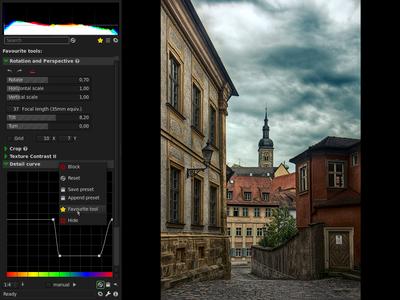 Search
Favourite tools:
Rotation and Perspective
Rotate 0,70
Horizontal scale 1,00
Vertical scale 1,00
37 Focal length (35mm equiv.)
Tilt 8,20
Turn 0,00
Grid 10 X 7 Y
Crop
Texture Contrast II
Detail curve
Block
Reset
Save preset
Append preset
Favourite tool
Hide
1:4 manual
Ready